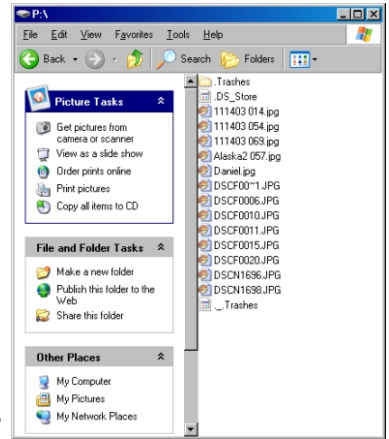 P:\
File Edit View Favorites Tools Help
Back Search Folders
Picture Tasks
Get pictures from
camera or scanner
View as a slide show
Order prints online
Print pictures
Copy all items to CD
File and Folder Tasks
Make a new folder
Publish this folder to the
Web
Share this folder
Other Places
My Computer
My Pictures
My Network Places
.Trashes
.DS_Store
111403 014.jpg
111403 054.jpg
111403 069.jpg
Alaska2 057.jpg
Daniel.jpg
DSCF00~1.JPG
DSCF0006.JPG
DSCF0010.JPG
DSCF0011.JPG
DSCF0015.JPG
DSCF0020.JPG
DSCN1696.JPG
DSCN1698.JPG
._.Trashes